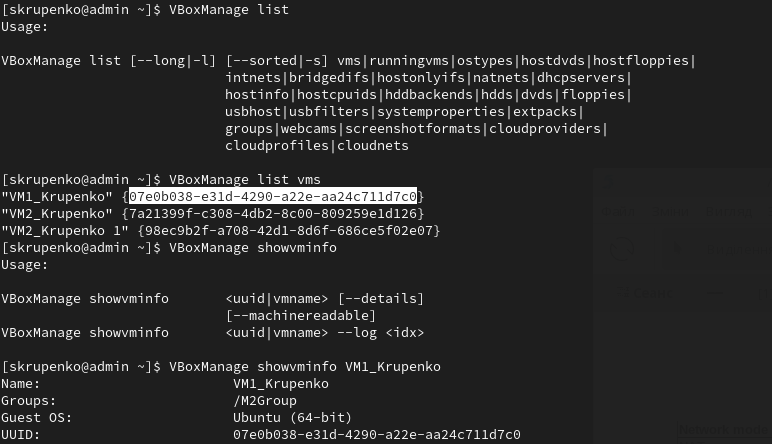 [skrupenko@admin ~]$ VBoxManage list
Usage:
VBoxManage list [--long|-l] [--sorted|-s] vms|runningvms|ostypes|hostdvds|hostfloppies|
intnets|bridgedifs|hostonlyifs|natnets|dhcpservers|
hostinfo|hostcpuids|hddbackends|hdds|dvds|floppies|
usbhost|usbfilters|systemproperties|extpacks|
groups|webcams|screenshotformats|cloudproviders|
cloudprofiles|cloudnets
[skrupenko@admin ~]$ VBoxManage list vms
"VM1_Krupenko" {07e0b038-e31d-4290-a22e-aa24c711d7c0}
"VM2_Krupenko" {7a21399f-c308-4db2-8c00-809259e1d126}
"VM2_Krupenko 1" {98ec9b2f-a708-42d1-8d6f-686ce5f02e07}
[skrupenko@admin ~]$ VBoxManage showvminfo
Usage:
VBoxManage showvminfo <uuid|vmname> [--details]
[--machinereadable]
VBoxManage showvminfo <uuid|vmname> --log <idx>
[skrupenko@admin ~]$ VBoxManage showvminfo VM1_Krupenko
Name: VM1_Krupenko
Groups: /M2Group
Guest OS: Ubuntu (64-bit)
UUID: 07e0b038-e31d-4290-a22e-aa24c711d7c0